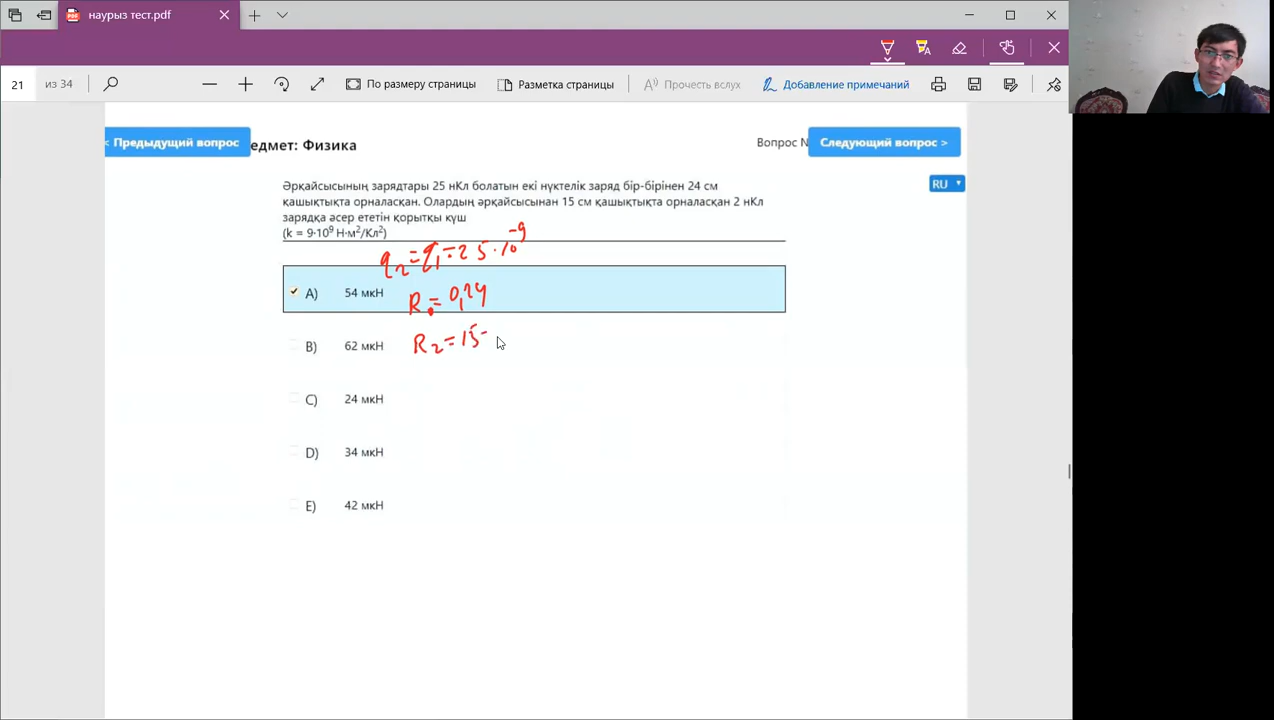 наурыз тест.pdf
21 из 34
По размеру страницы
Разметка страницы
Прочесть вслух
Добавление примечаний
< Предыдущий вопрос
едмет: Физика
Вопрос N
Следующий вопрос >
RU
Әрқайсысының зарядтары 25 нКл болатын екі нүктелік заряд бір-бірінен 24 см
қашықтықта орналасқан. Олардың әрқайсысынан 15 см қашықтықта орналасқан 2 нКл
зарядқа әсер ететін қорытқы күш
(k = 9·10⁹ Н·м²/Кл²)
q₂ = q₁ = 25 · 10⁻⁹
A) 54 мкН
R = 0,24
B) 62 мкН
R₂ = 15
C) 24 мкН
D) 34 мкН
E) 42 мкН